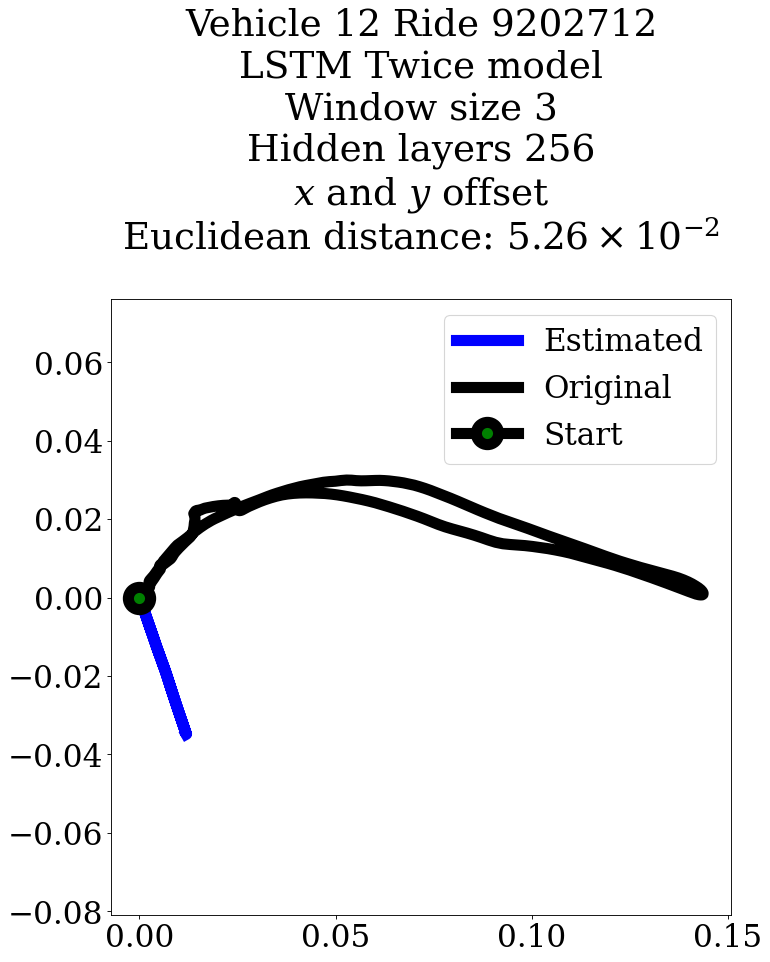 Vehicle 12 Ride 9202712
LSTM Twice model
Window size 3
Hidden layers 256
x and y offset
Euclidean distance: 5.26 × 10⁻²
Estimated
Original
Start
0.06
0.04
0.02
0.00
−0.02
−0.04
−0.06
−0.08
0.00 0.05 0.10 0.15